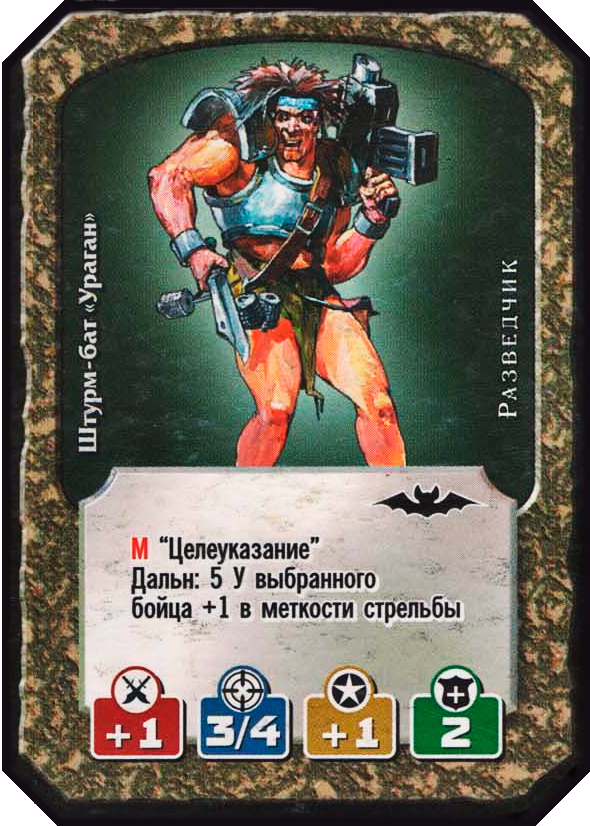 Штурм-бат «Ураган»
Разведчик
М “Целеуказание”
Дальн: 5 У выбранного
бойца +1 в меткости стрельбы
+1
3/4
+1
2